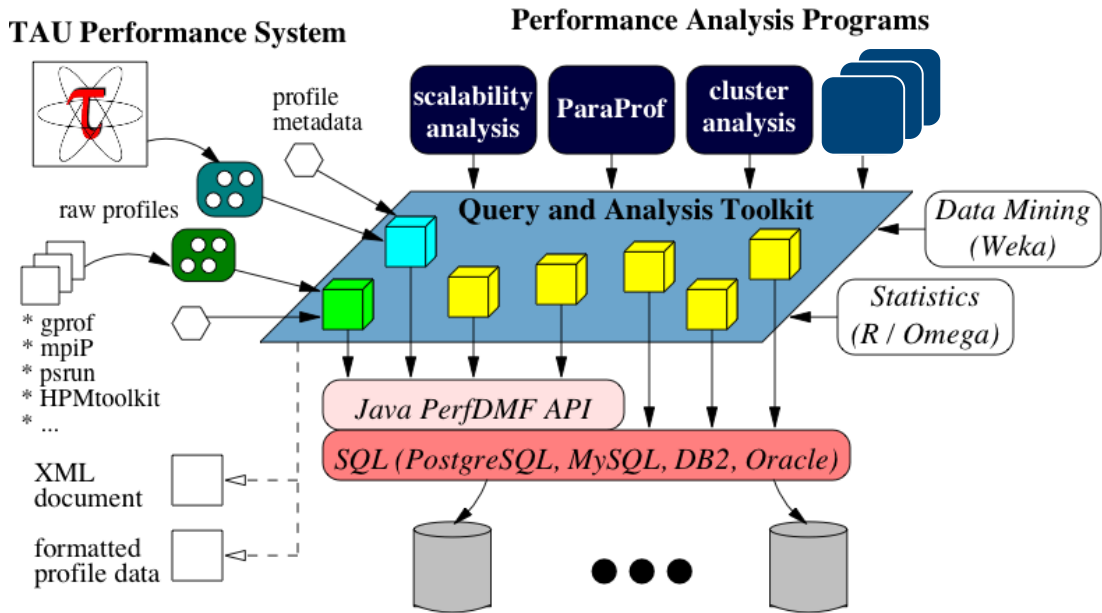 Performance Analysis Programs
TAU Performance System
τ
profile
metadata
scalability
analysis
ParaProf
cluster
analysis
raw profiles
Query and Analysis Toolkit
Data Mining
(Weka)
Statistics
(R / Omega)
* gprof
* mpiP
* psrun
* HPMtoolkit
* ...
Java PerfDMF API
SQL (PostgreSQL, MySQL, DB2, Oracle)
XML
document
formatted
profile data